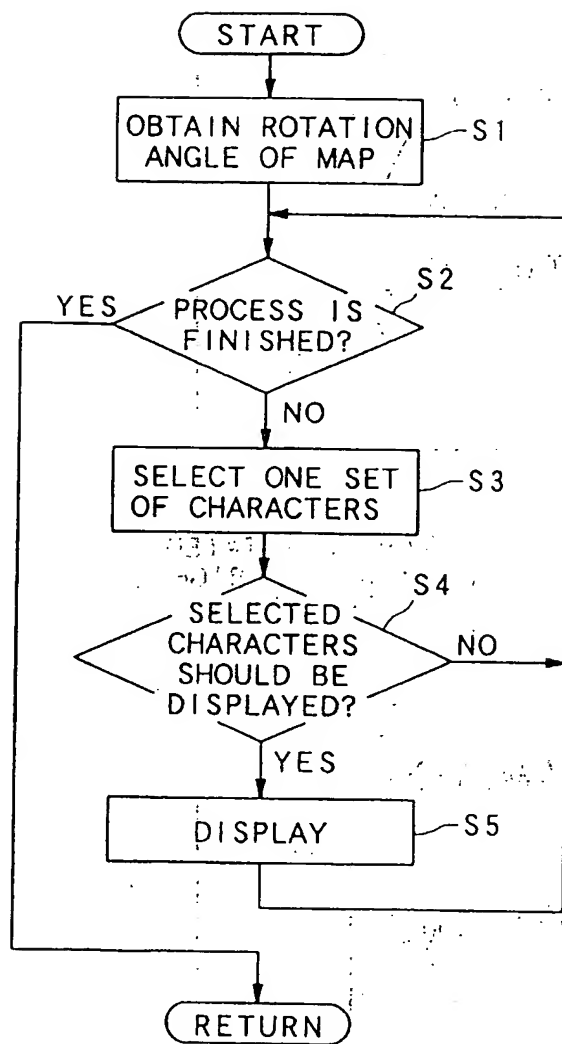 START
OBTAIN ROTATION
ANGLE OF MAP
S1
S2
YES
PROCESS IS
FINISHED?
NO
SELECT ONE SET
OF CHARACTERS
S3
S4
SELECTED
CHARACTERS
SHOULD BE
DISPLAYED?
NO
YES
DISPLAY
S5
RETURN